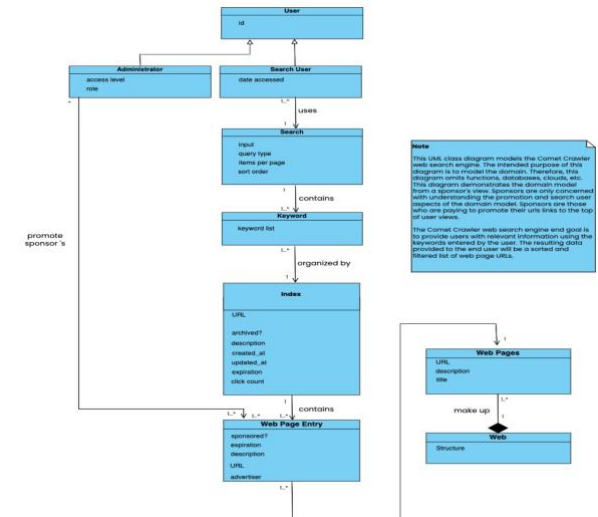 User
id
Administrator
access level
role
Search User
date accessed
*
1..*
uses
1
Search
input
query type
items per page
sort order
1
contains
1..*
Keyword
keyword list
1..*
organized by
1
Index
URL
archived?
description
created_at
updated_at
expiration
click count
1
contains
1..* 1..* 1..*
Web Page Entry
sponsored?
expiration
description
URL
advertiser
1..*
promote
sponsor's
Note
This UML class diagram models the Comet Crawler
web search engine. The intended purpose of this
diagram is to model the domain. Therefore, this
diagram omits functions, databases, clouds, etc.
This diagram demonstrates the domain model
from a sponsor's view. Sponsors are only concerned
with understanding the promotion and search user
aspects of the domain model. Sponsors are those
who are paying to promote their urls links to the top
of user views.
The Comet Crawler web search engine end goal is
to provide users with relevant information using the
keywords entered by the user. The resulting data
provided to the end user will be a sorted and
filtered list of web page URLs.
1
Web Pages
URL
description
title
1..*
make up
1
Web
Structure